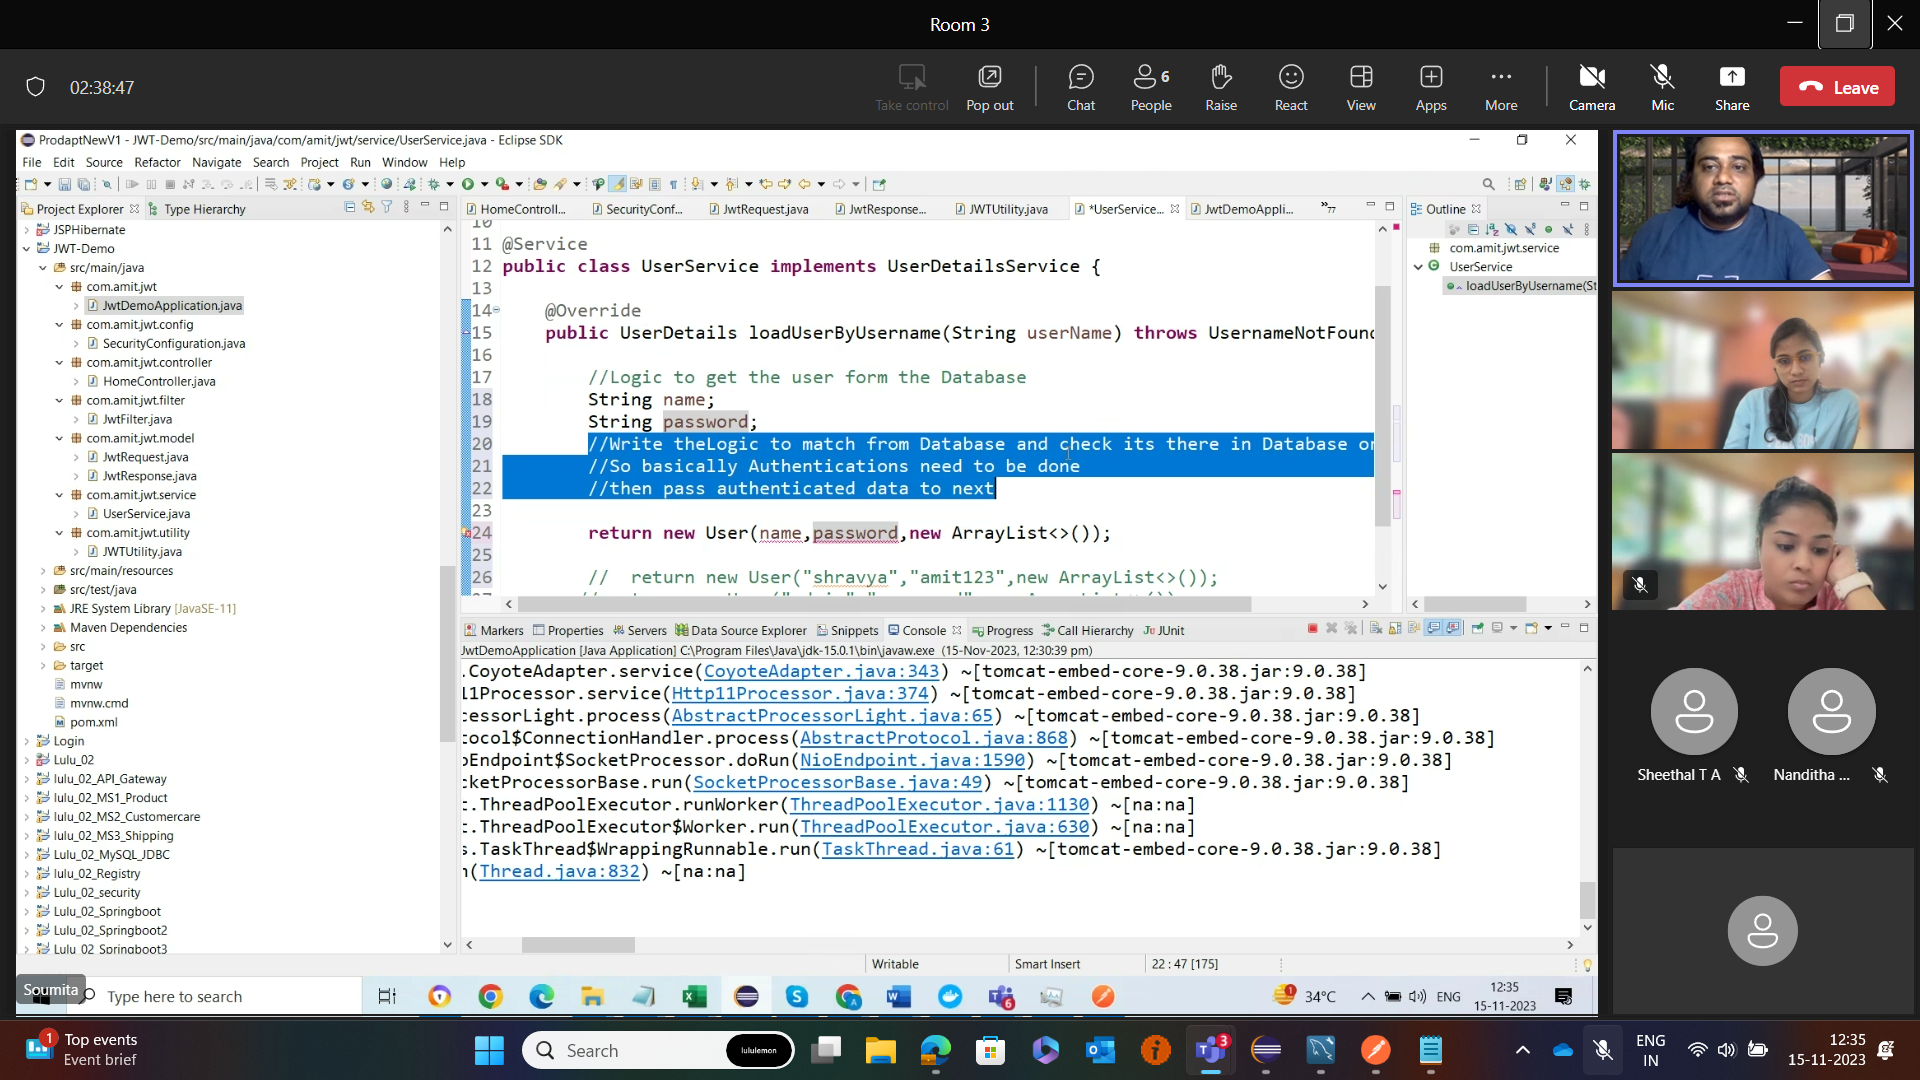 Room 3
02:38:47
Take control
Pop out
Chat
People
6
Raise
React
View
Apps
More
Camera
Mic
Share
Leave
ProdaptNewV1 - JWT-Demo/src/main/java/com/amit/jwt/service/UserService.java - Eclipse SDK
File Edit Source Refactor Navigate Search Project Run Window Help
Project Explorer
Type Hierarchy
JSPHibernate
JWT-Demo
src/main/java
com.amit.jwt
JwtDemoApplication.java
com.amit.jwt.config
SecurityConfiguration.java
com.amit.jwt.controller
HomeController.java
com.amit.jwt.filter
JwtFilter.java
com.amit.jwt.model
JwtRequest.java
JwtResponse.java
com.amit.jwt.service
UserService.java
com.amit.jwt.utility
JWTUtility.java
src/main/resources
src/test/java
JRE System Library [JavaSE-11]
Maven Dependencies
src
target
mvnw
mvnw.cmd
pom.xml
Login
Lulu_02
lulu_02_API_Gateway
lulu_02_MS1_Product
lulu_02_MS2_Customercare
lulu_02_MS3_Shipping
Lulu_02_MySQL_JDBC
lulu_02_Registry
Lulu_02_security
Lulu_02_Springboot
Lulu_02_Springboot2
Lulu_02_Springboot3
HomeControll...
SecurityConf...
JwtRequest.java
JwtResponse...
JWTUtility.java
*UserService...
JwtDemoAppli...
»77
10
11 @Service
12 public class UserService implements UserDetailsService {
13
14 @Override
15 public UserDetails loadUserByUsername(String userName) throws UsernameNotFound
16
17 //Logic to get the user form the Database
18 String name;
19 String password;
20 //Write theLogic to match from Database and check its there in Database or
21 //So basically Authentications need to be done
22 //then pass authenticated data to next
23
24 return new User(name,password,new ArrayList<>());
25
26 // return new User("shravya","amit123",new ArrayList<>());
Outline
com.amit.jwt.service
UserService
loadUserByUsername(St
Markers
Properties
Servers
Data Source Explorer
Snippets
Console
Progress
Call Hierarchy
JUnit
JwtDemoApplication [Java Application] C:\Program Files\Java\jdk-15.0.1\bin\javaw.exe (15-Nov-2023, 12:30:39 pm)
.CoyoteAdapter.service(CoyoteAdapter.java:343) ~[tomcat-embed-core-9.0.38.jar:9.0.38]
11Processor.service(Http11Processor.java:374) ~[tomcat-embed-core-9.0.38.jar:9.0.38]
cessorLight.process(AbstractProcessorLight.java:65) ~[tomcat-embed-core-9.0.38.jar:9.0.38]
ocol$ConnectionHandler.process(AbstractProtocol.java:868) ~[tomcat-embed-core-9.0.38.jar:9.0.38]
oEndpoint$SocketProcessor.doRun(NioEndpoint.java:1590) ~[tomcat-embed-core-9.0.38.jar:9.0.38]
cketProcessorBase.run(SocketProcessorBase.java:49) ~[tomcat-embed-core-9.0.38.jar:9.0.38]
t.ThreadPoolExecutor.runWorker(ThreadPoolExecutor.java:1130) ~[na:na]
t.ThreadPoolExecutor$Worker.run(ThreadPoolExecutor.java:630) ~[na:na]
s.TaskThread$WrappingRunnable.run(TaskThread.java:61) ~[tomcat-embed-core-9.0.38.jar:9.0.38]
n(Thread.java:832) ~[na:na]
Writable
Smart Insert
22 : 47 [175]
Soumita
Type here to search
34°C
ENG
12:35
15-11-2023
Sheethal T A
Nanditha ...
Top events
Event brief
Search
lululemon
ENG
IN
12:35
15-11-2023